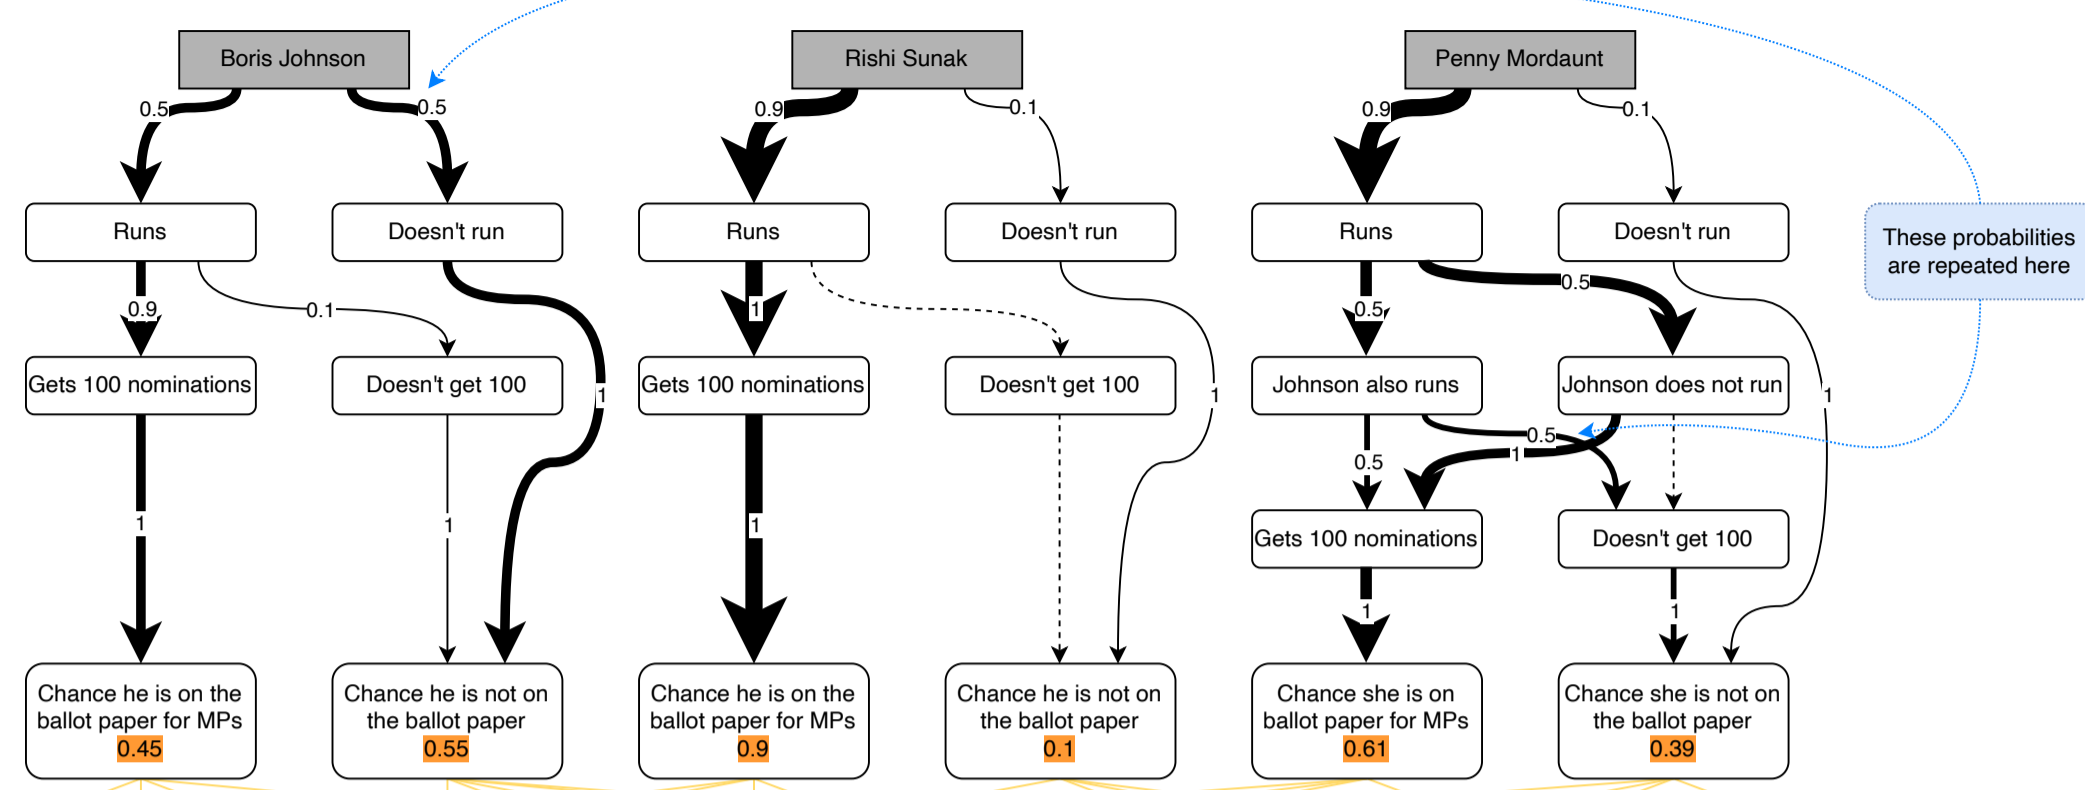 Boris Johnson
Rishi Sunak
Penny Mordaunt
0.5
0.5
0.9
0.1
0.9
0.1
Runs
Doesn't run
Runs
Doesn't run
Runs
Doesn't run
These probabilities
are repeated here
0.9
0.1
1
0.5
0.5
Gets 100 nominations
Doesn't get 100
1
Gets 100 nominations
Doesn't get 100
1
Johnson also runs
Johnson does not run
1
0.5
1
0.5
1
1
1
Gets 100 nominations
Doesn't get 100
1
1
Chance he is on the
ballot paper for MPs
0.45
Chance he is not on
the ballot paper
0.55
Chance he is on the
ballot paper for MPs
0.9
Chance he is not on
the ballot paper
0.1
Chance she is on
ballot paper for MPs
0.61
Chance she is not on
the ballot paper
0.39